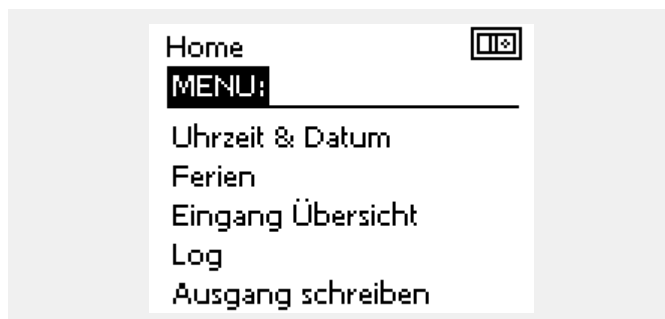 Home
MENU:
Uhrzeit & Datum
Ferien
Eingang Übersicht
Log
Ausgang schreiben